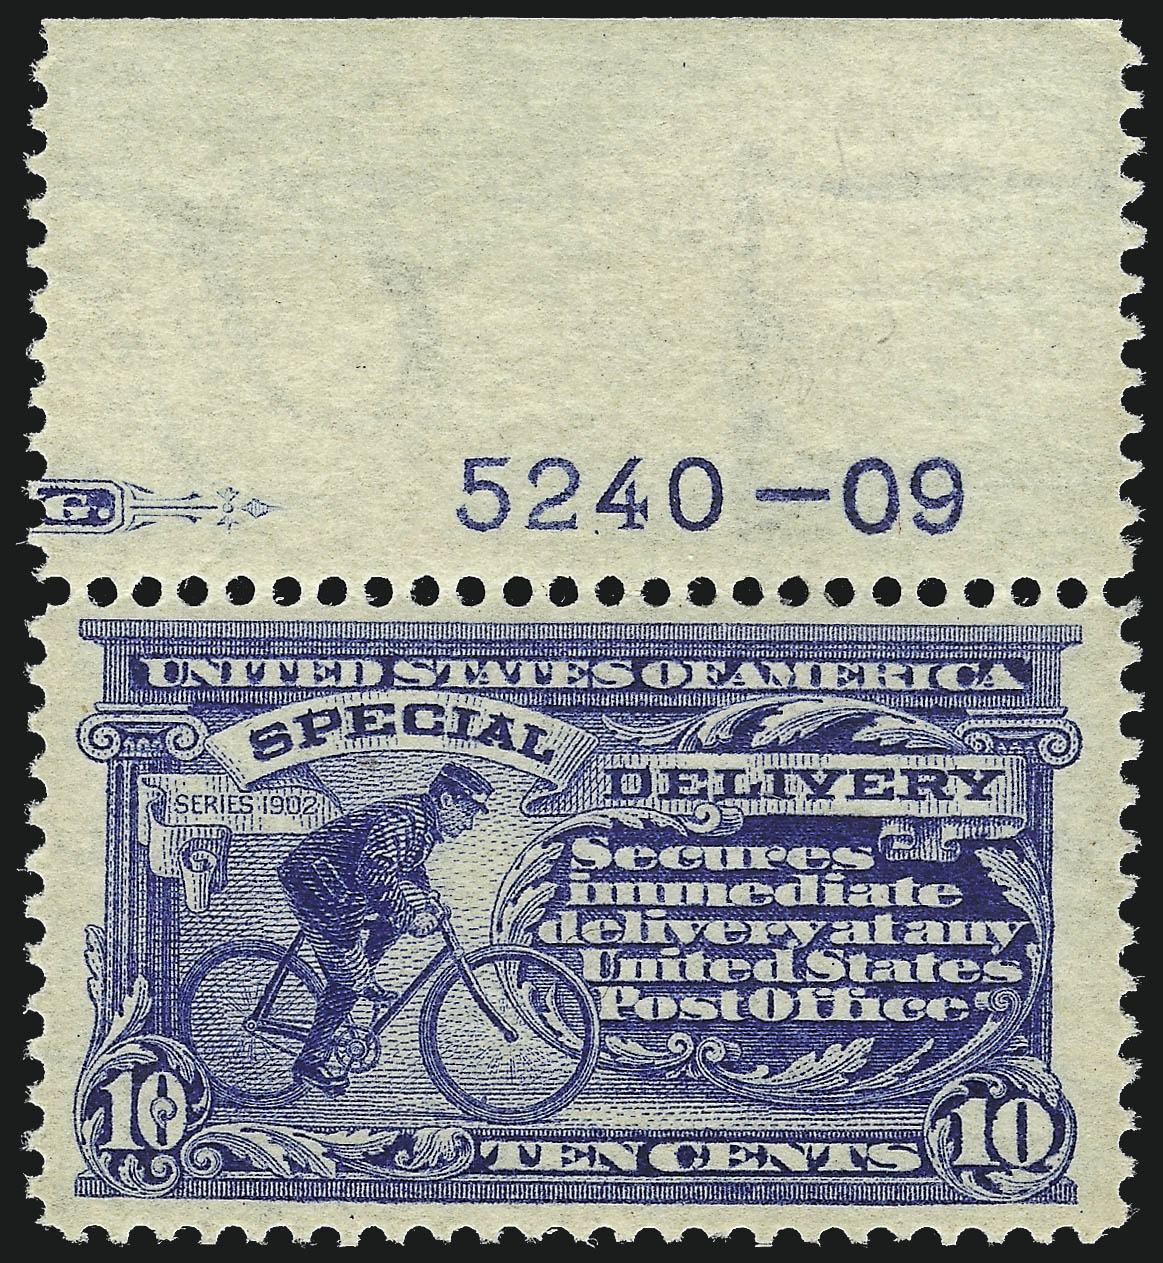 E.
5240-09
UNITED STATES OF AMERICA
SPECIAL
DELIVERY
SERIES 1902
Secures
immediate
delivery at any
United States
Post Office
10
TEN CENTS
10